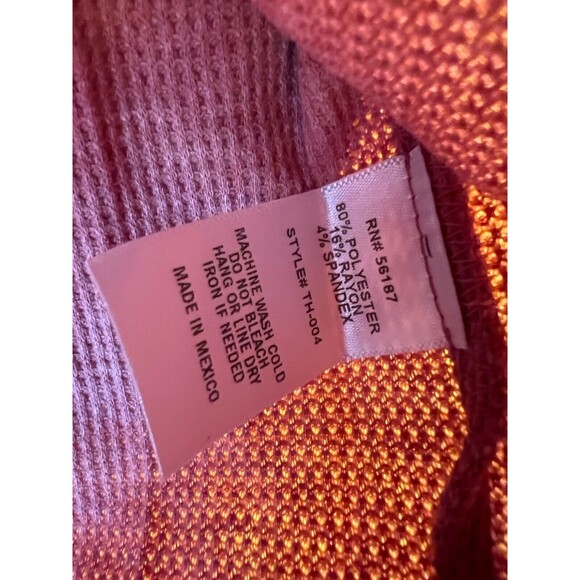 RN# 56187
80% POLYESTER
16% RAYON
4% SPANDEX
STYLE# TH-004
MACHINE WASH COLD
DO NOT BLEACH
HANG OR LINE DRY
IRON IF NEEDED
MADE IN MEXICO